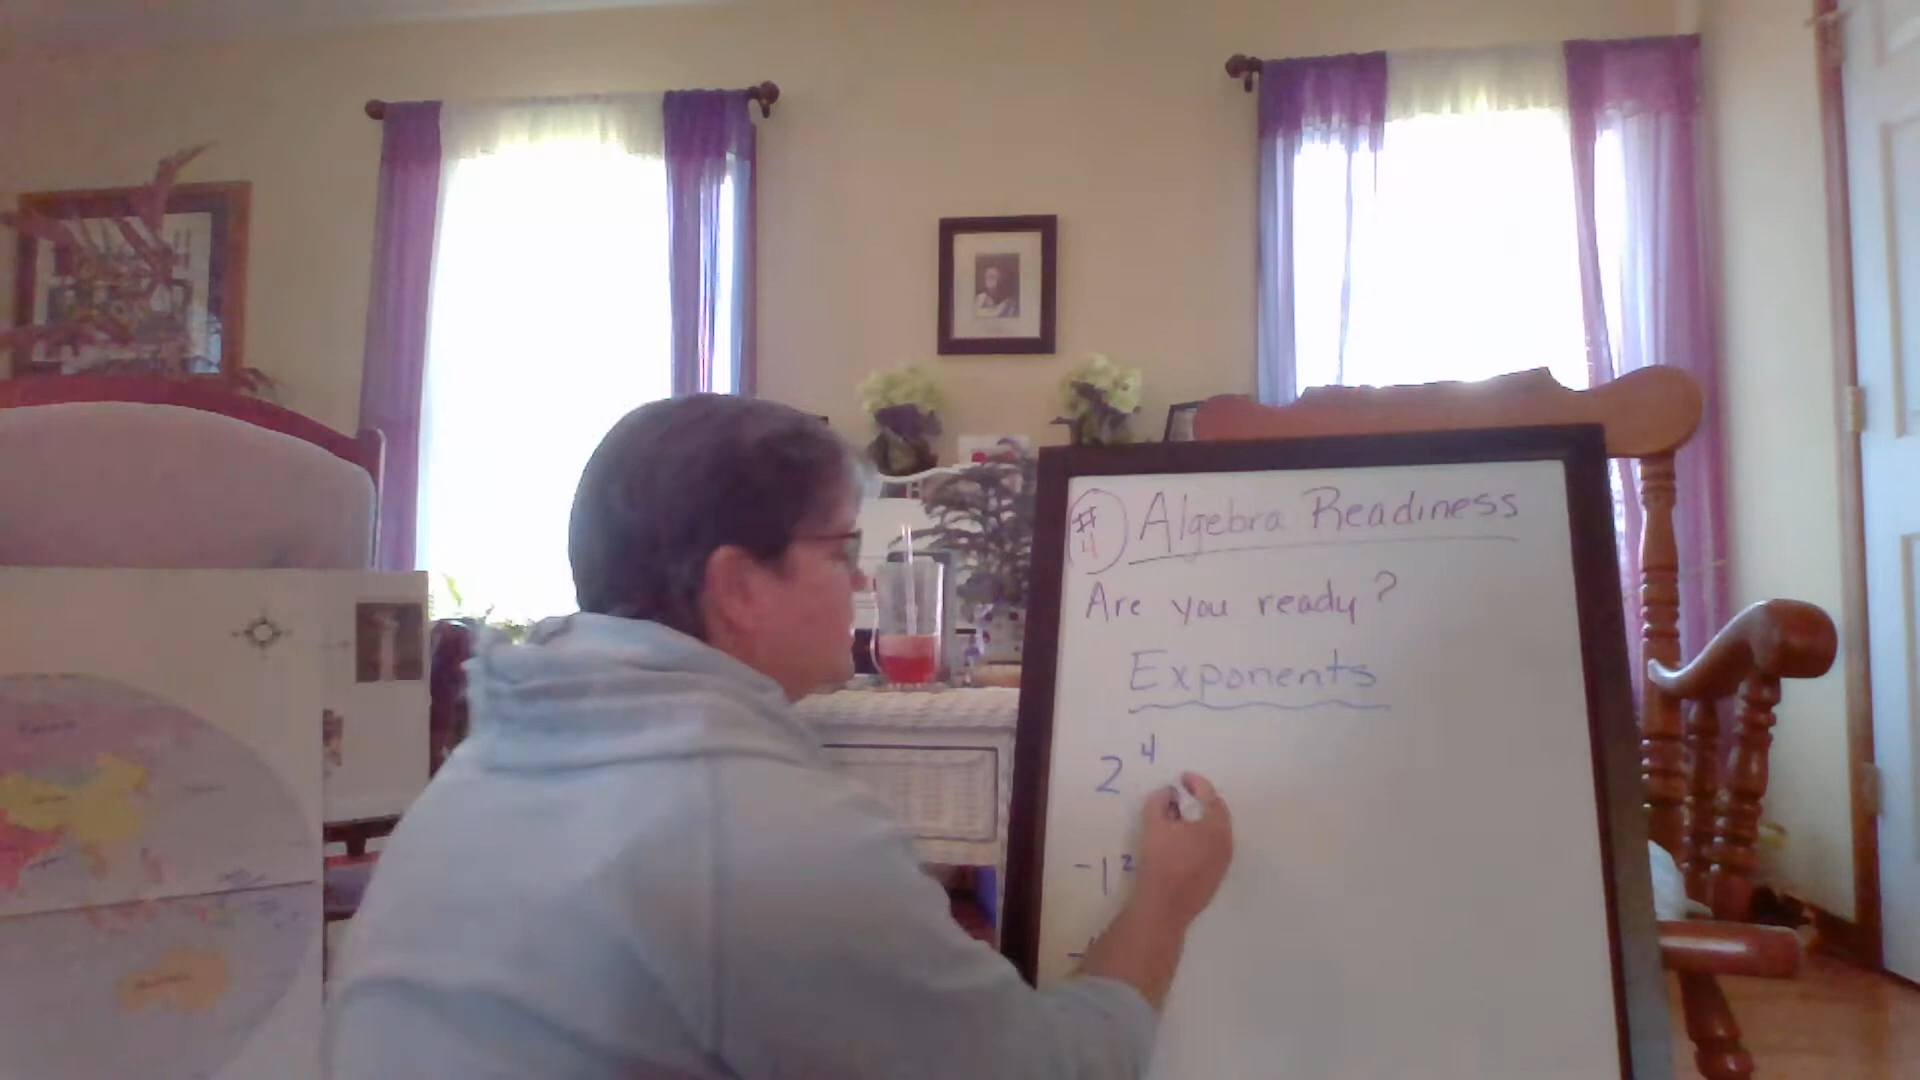 #4 Algebra Readiness
Are you ready?
Exponents
2⁴
-1²